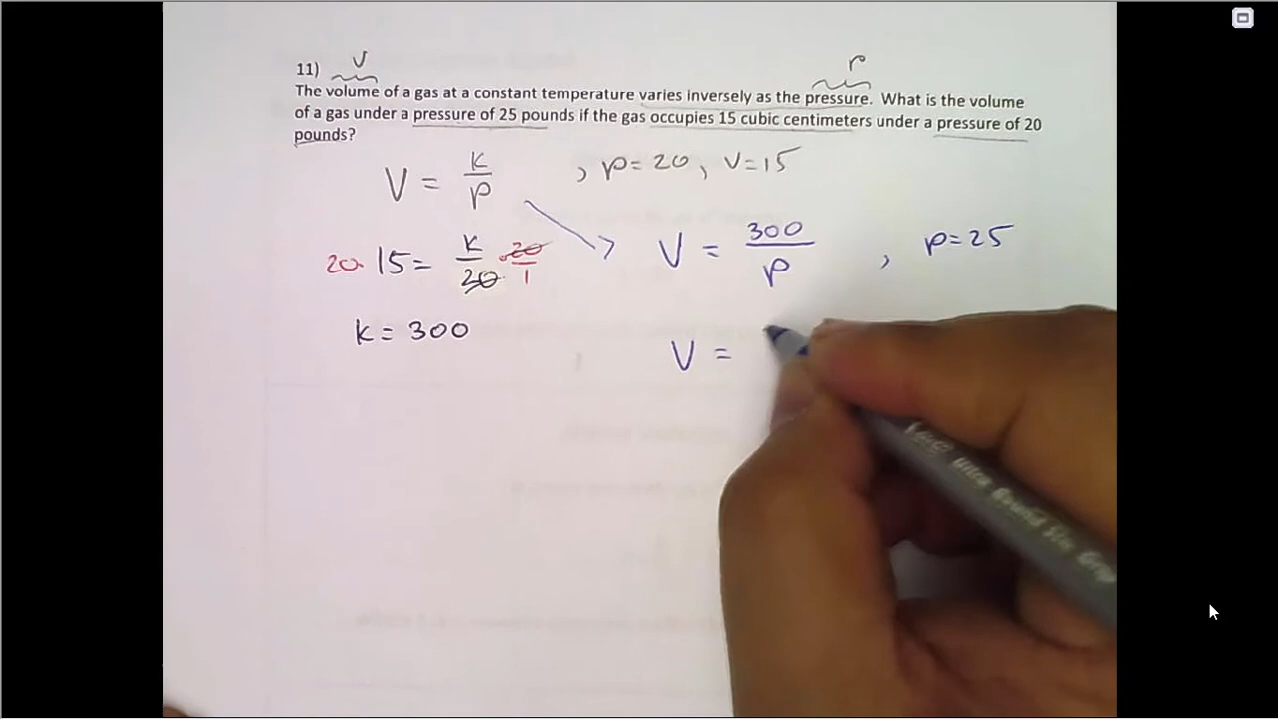 11) V p
The volume of a gas at a constant temperature varies inversely as the pressure. What is the volume
of a gas under a pressure of 25 pounds if the gas occupies 15 cubic centimeters under a pressure of 20
pounds?
V = K/P , p=20, V=15
20·15 = K/20 · 20/1
V = 300/P , p=25
k = 300
V =